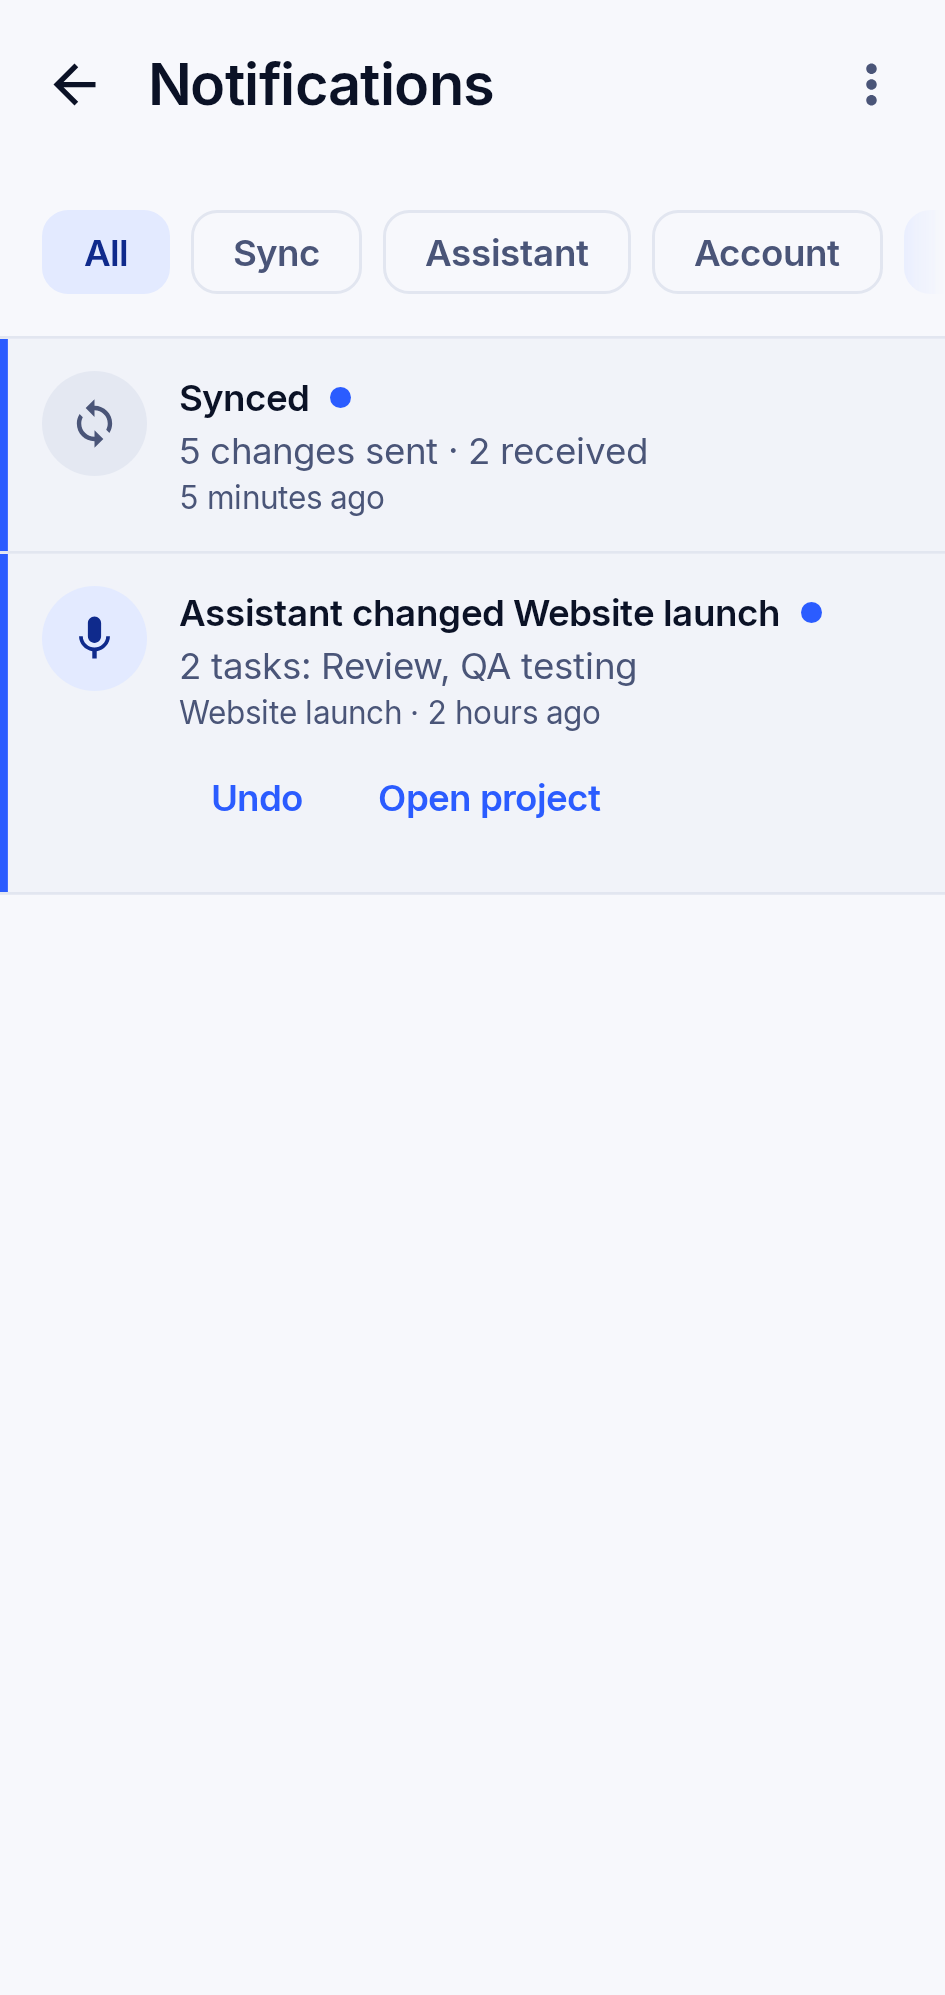 Notifications
All
Sync
Assistant
Account
Synced
5 changes sent · 2 received
5 minutes ago
Assistant changed Website launch
2 tasks: Review, QA testing
Website launch · 2 hours ago
Undo
Open project